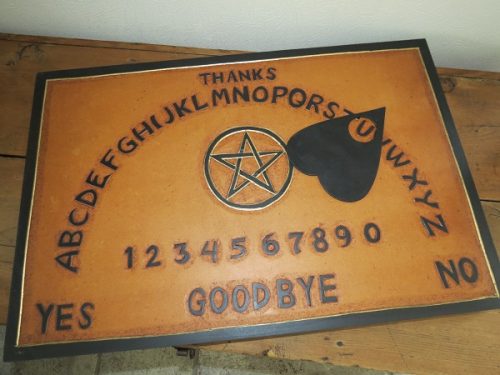 THANKS
ABCDEFGHIJKLMNOPQRSTUVWXYZ
1234567890
YES GOODBYE NO